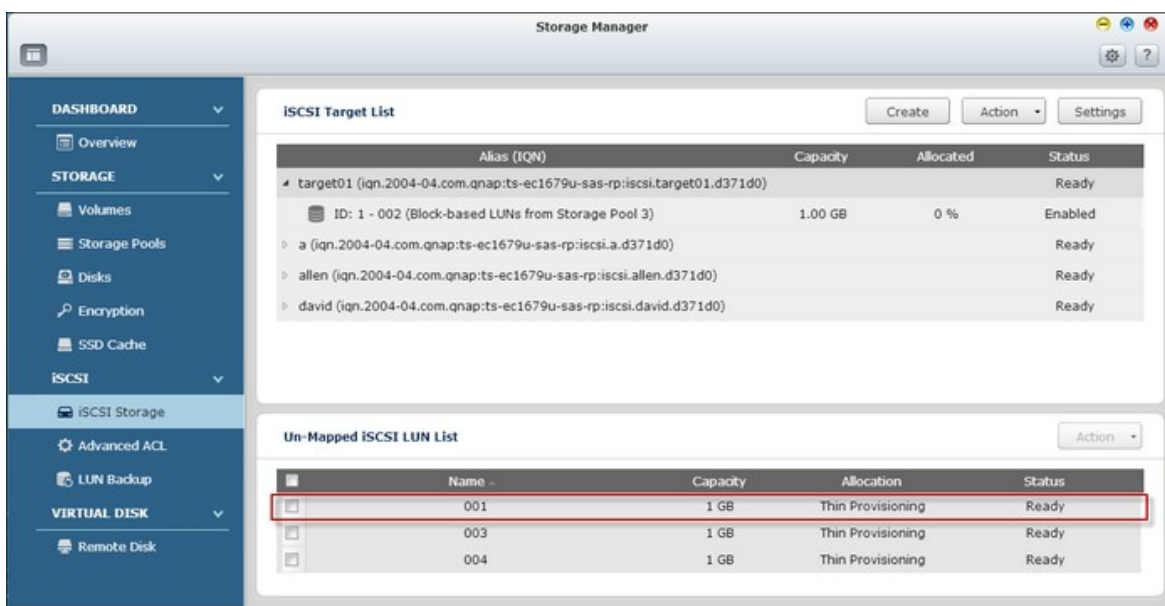 Storage Manager
?
DASHBOARD
Overview
STORAGE
Volumes
Storage Pools
Disks
Encryption
SSD Cache
iSCSI
iSCSI Storage
Advanced ACL
LUN Backup
VIRTUAL DISK
Remote Disk
iSCSI Target List Create Action Settings
Alias (IQN) Capacity Allocated Status
target01 (iqn.2004-04.com.qnap:ts-ec1679u-sas-rp:iscsi.target01.d371d0) Ready
ID: 1 - 002 (Block-based LUNs from Storage Pool 3) 1.00 GB 0 % Enabled
a (iqn.2004-04.com.qnap:ts-ec1679u-sas-rp:iscsi.a.d371d0) Ready
allen (iqn.2004-04.com.qnap:ts-ec1679u-sas-rp:iscsi.allen.d371d0) Ready
david (iqn.2004-04.com.qnap:ts-ec1679u-sas-rp:iscsi.david.d371d0) Ready
Un-Mapped iSCSI LUN List Action
Name Capacity Allocation Status
001 1 GB Thin Provisioning Ready
003 1 GB Thin Provisioning Ready
004 1 GB Thin Provisioning Ready